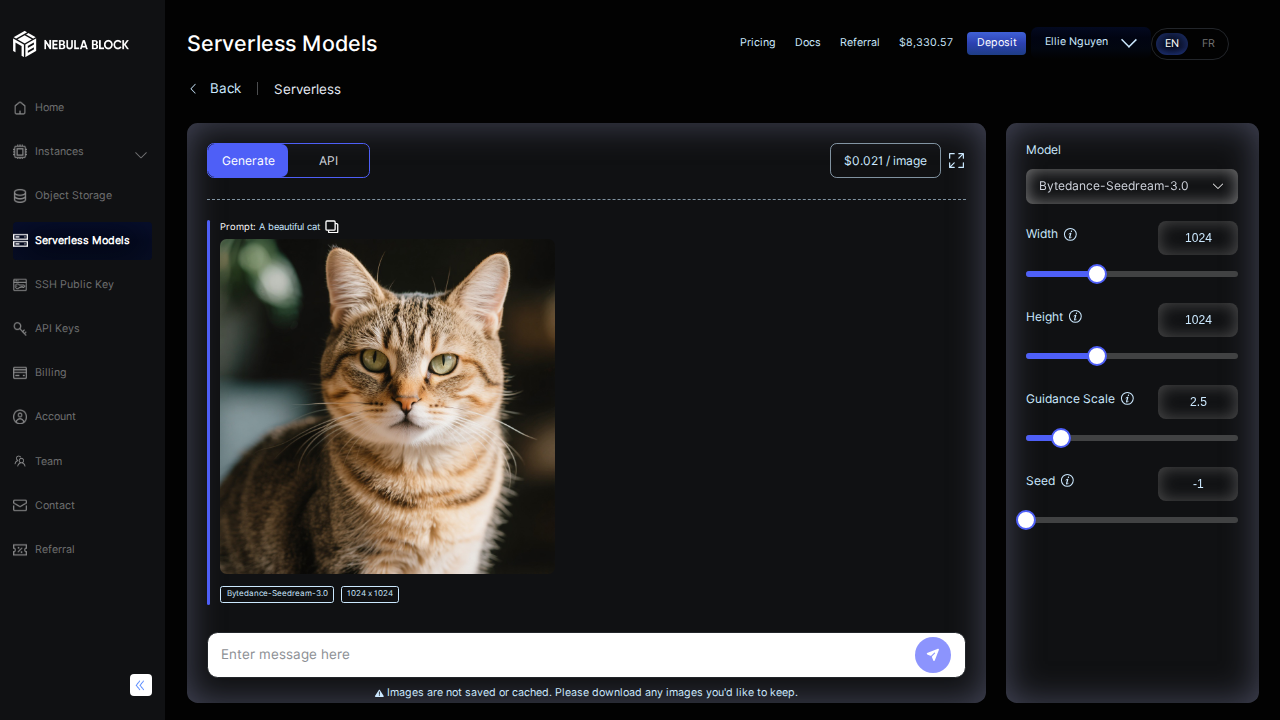 NEBULA BLOCK
Serverless Models
Pricing
Docs
Referral
$8,330.57
Deposit
Ellie Nguyen
EN
FR
Back
Serverless
Home
Instances
Object Storage
Serverless Models
SSH Public Key
API Keys
Billing
Account
Team
Contact
Referral
Generate
API
$0.021 / image
Prompt: A beautiful cat
Bytedance-Seedream-3.0
1024 x 1024
Enter message here
Images are not saved or cached. Please download any images you'd like to keep.
Model
Bytedance-Seedream-3.0
Width
1024
Height
1024
Guidance Scale
2.5
Seed
-1